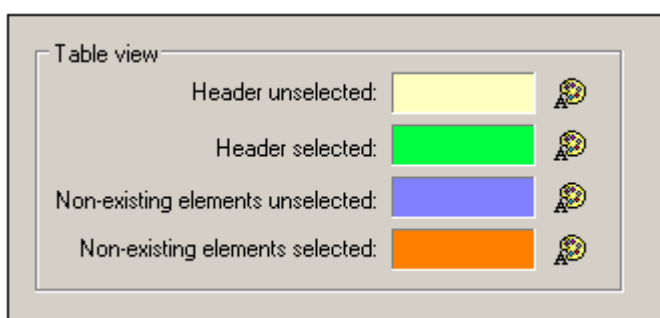 Table view
Header unselected:
Header selected:
Non-existing elements unselected:
Non-existing elements selected: